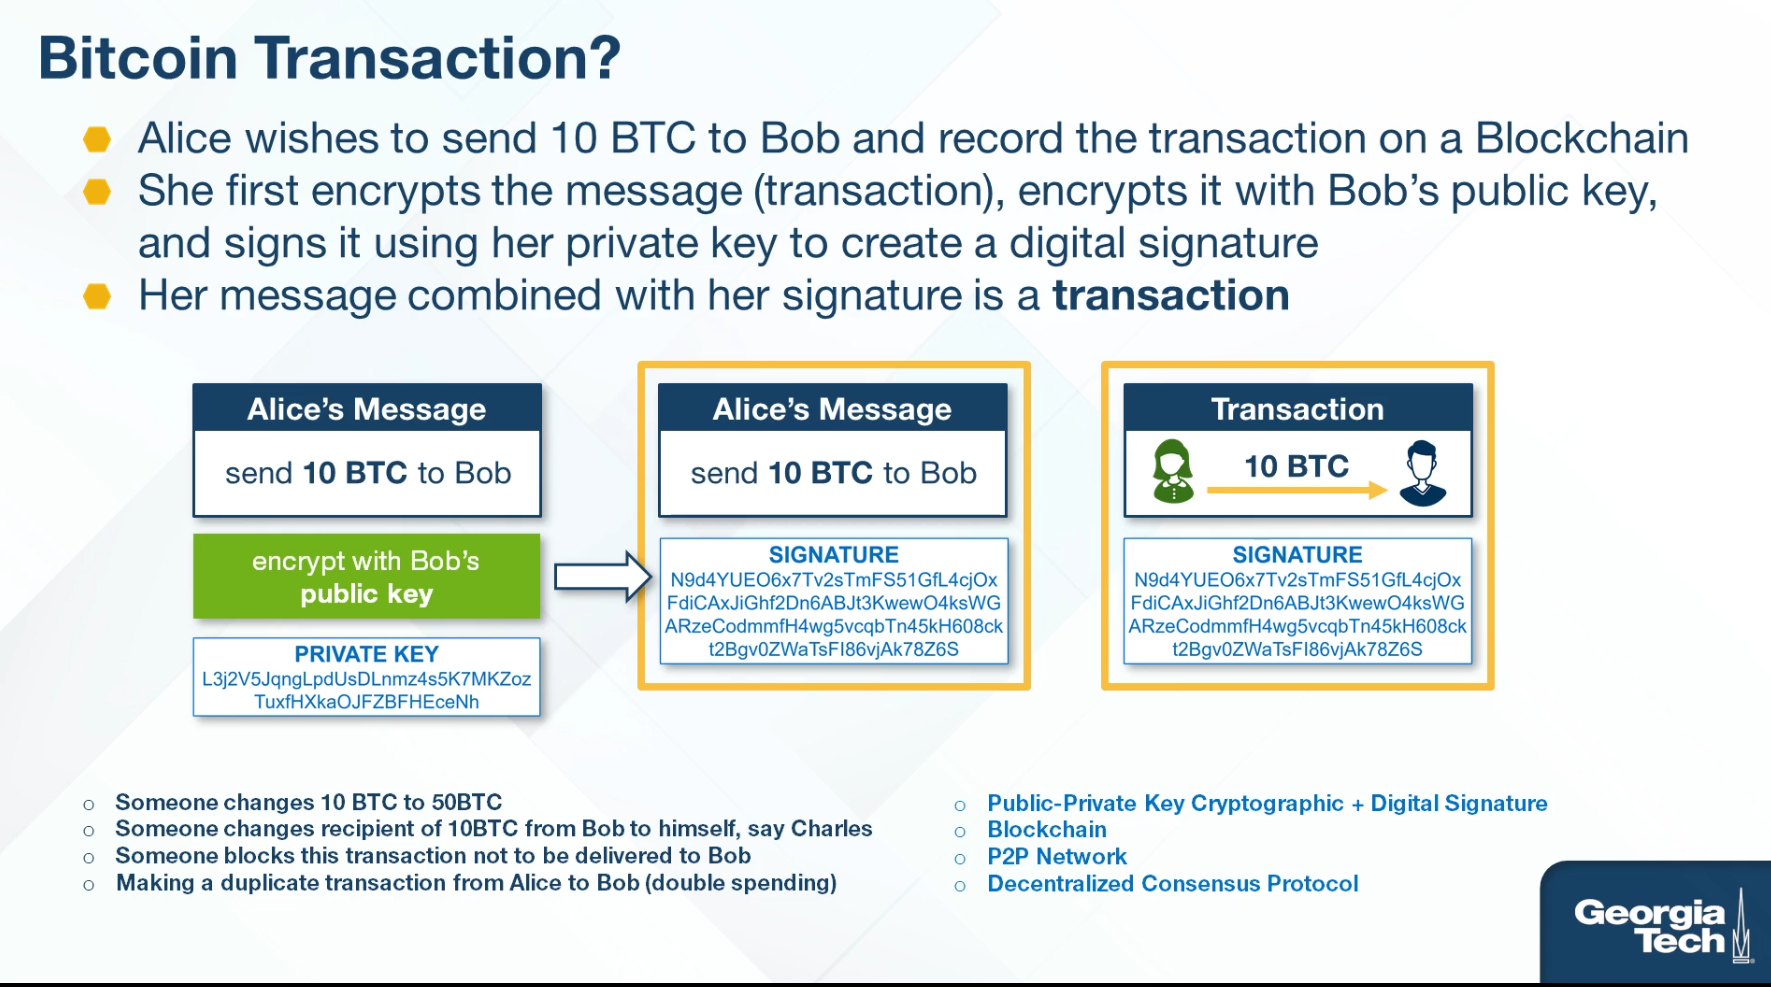 Bitcoin Transaction?
Alice wishes to send 10 BTC to Bob and record the transaction on a Blockchain
She first encrypts the message (transaction), encrypts it with Bob's public key,
and signs it using her private key to create a digital signature
Her message combined with her signature is a transaction
Alice's Message
send 10 BTC to Bob
encrypt with Bob's
public key
PRIVATE KEY
L3j2V5JqngLpdUsDLnmz4s5K7MKZoz
TuxfHXkaOJFZBFHEceNh
Alice's Message
send 10 BTC to Bob
SIGNATURE
N9d4YUEO6x7Tv2sTmFS51GfL4cjOx
FdiCAxJiGhf2Dn6ABJt3KwewO4ksWG
ARzeCodmmfH4wg5vcqbTn45kH608ck
t2Bgv0ZWaTsFI86vjAk78Z6S
Transaction
10 BTC
SIGNATURE
N9d4YUEO6x7Tv2sTmFS51GfL4cjOx
FdiCAxJiGhf2Dn6ABJt3KwewO4ksWG
ARzeCodmmfH4wg5vcqbTn45kH608ck
t2Bgv0ZWaTsFI86vjAk78Z6S
Someone changes 10 BTC to 50BTC
Someone changes recipient of 10BTC from Bob to himself, say Charles
Someone blocks this transaction not to be delivered to Bob
Making a duplicate transaction from Alice to Bob (double spending)
Public-Private Key Cryptographic + Digital Signature
Blockchain
P2P Network
Decentralized Consensus Protocol
Georgia
Tech